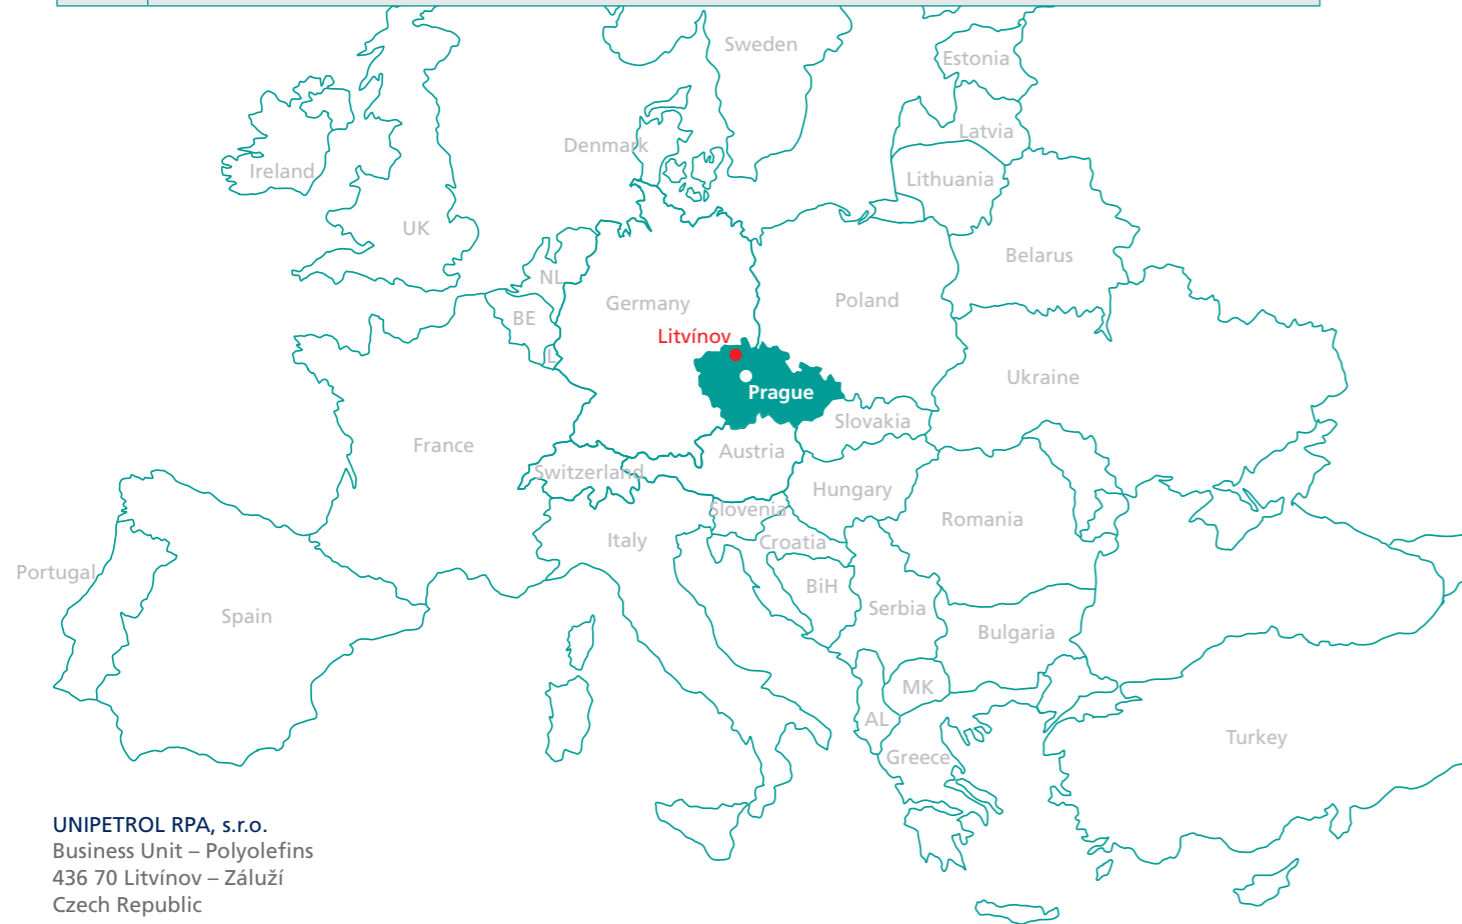 Sweden
Estonia
Denmark
Latvia
Ireland
Lithuania
UK
Belarus
NL
Germany
Poland
BE
Litvínov
L
Ukraine
Prague
Slovakia
France
Austria
Switzerland
Hungary
Slovenia
Romania
Italy
Croatia
Portugal
BiH
Spain
Serbia
Bulgaria
MK
AL
Turkey
Greece
UNIPETROL RPA, s.r.o.
Business Unit – Polyolefins
436 70 Litvínov – Záluží
Czech Republic